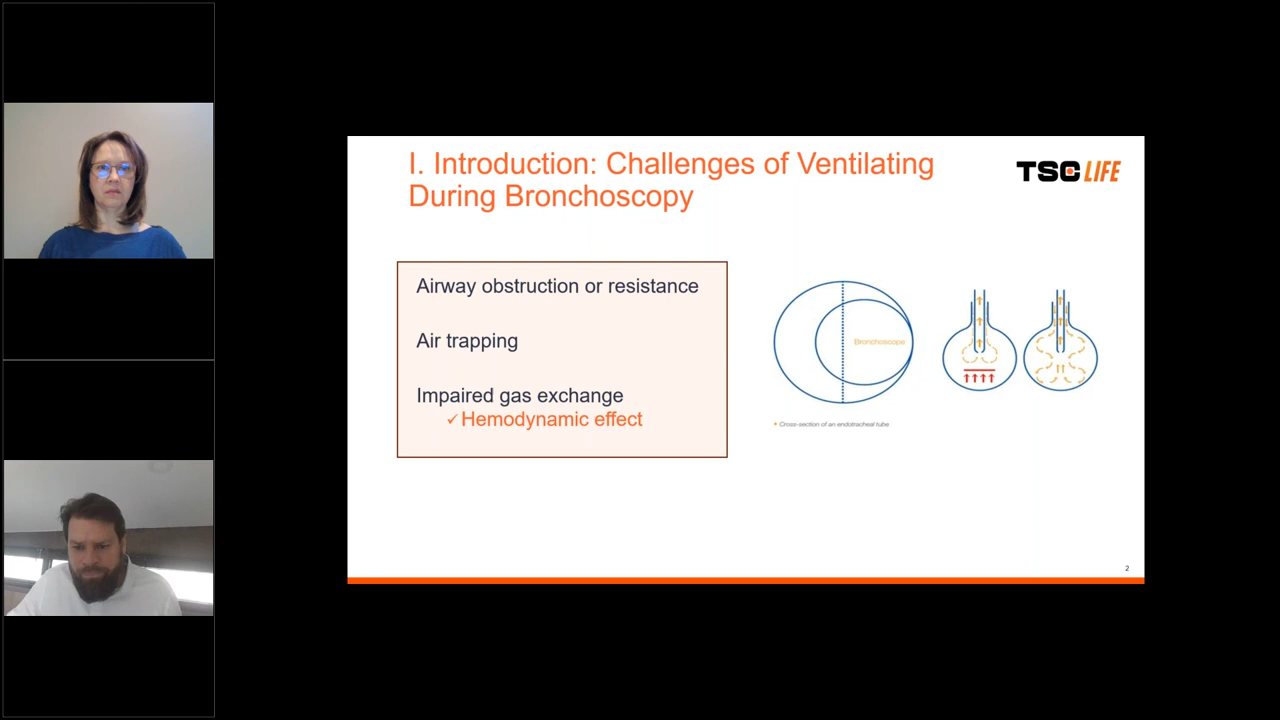 I. Introduction: Challenges of Ventilating
During Bronchoscopy
TSC LIFE
Airway obstruction or resistance
Air trapping
Impaired gas exchange
✓Hemodynamic effect
Bronchoscope
Cross-section of an endotracheal tube
2